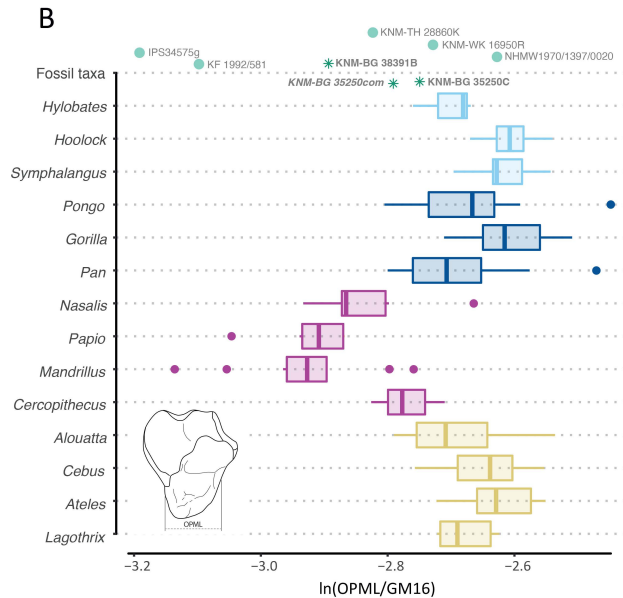 B
KNM-TH 28860K
KNM-WK 16950R
IPS34575g
NHMW1970/1397/0020
KF 1992/581
KNM-BG 38391B
Fossil taxa
KNM-BG 35250com
KNM-BG 35250C
Hylobates
Hoolock
Symphalangus
Pongo
Gorilla
Pan
Nasalis
Papio
Mandrillus
Cercopithecus
Alouatta
Cebus
Ateles
OPML
Lagothrix
−3.2 −3.0 −2.8 −2.6
ln(OPML/GM16)